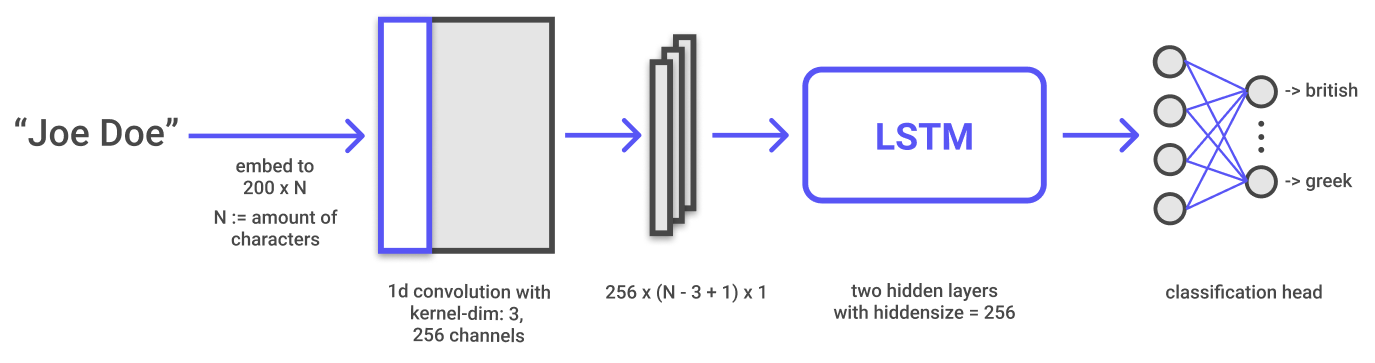 “Joe Doe”
embed to
200 x N
N := amount of
characters
1d convolution with
kernel-dim: 3,
256 channels
256 x (N - 3 + 1) x 1
LSTM
two hidden layers
with hiddensize = 256
-> british
-> greek
classification head